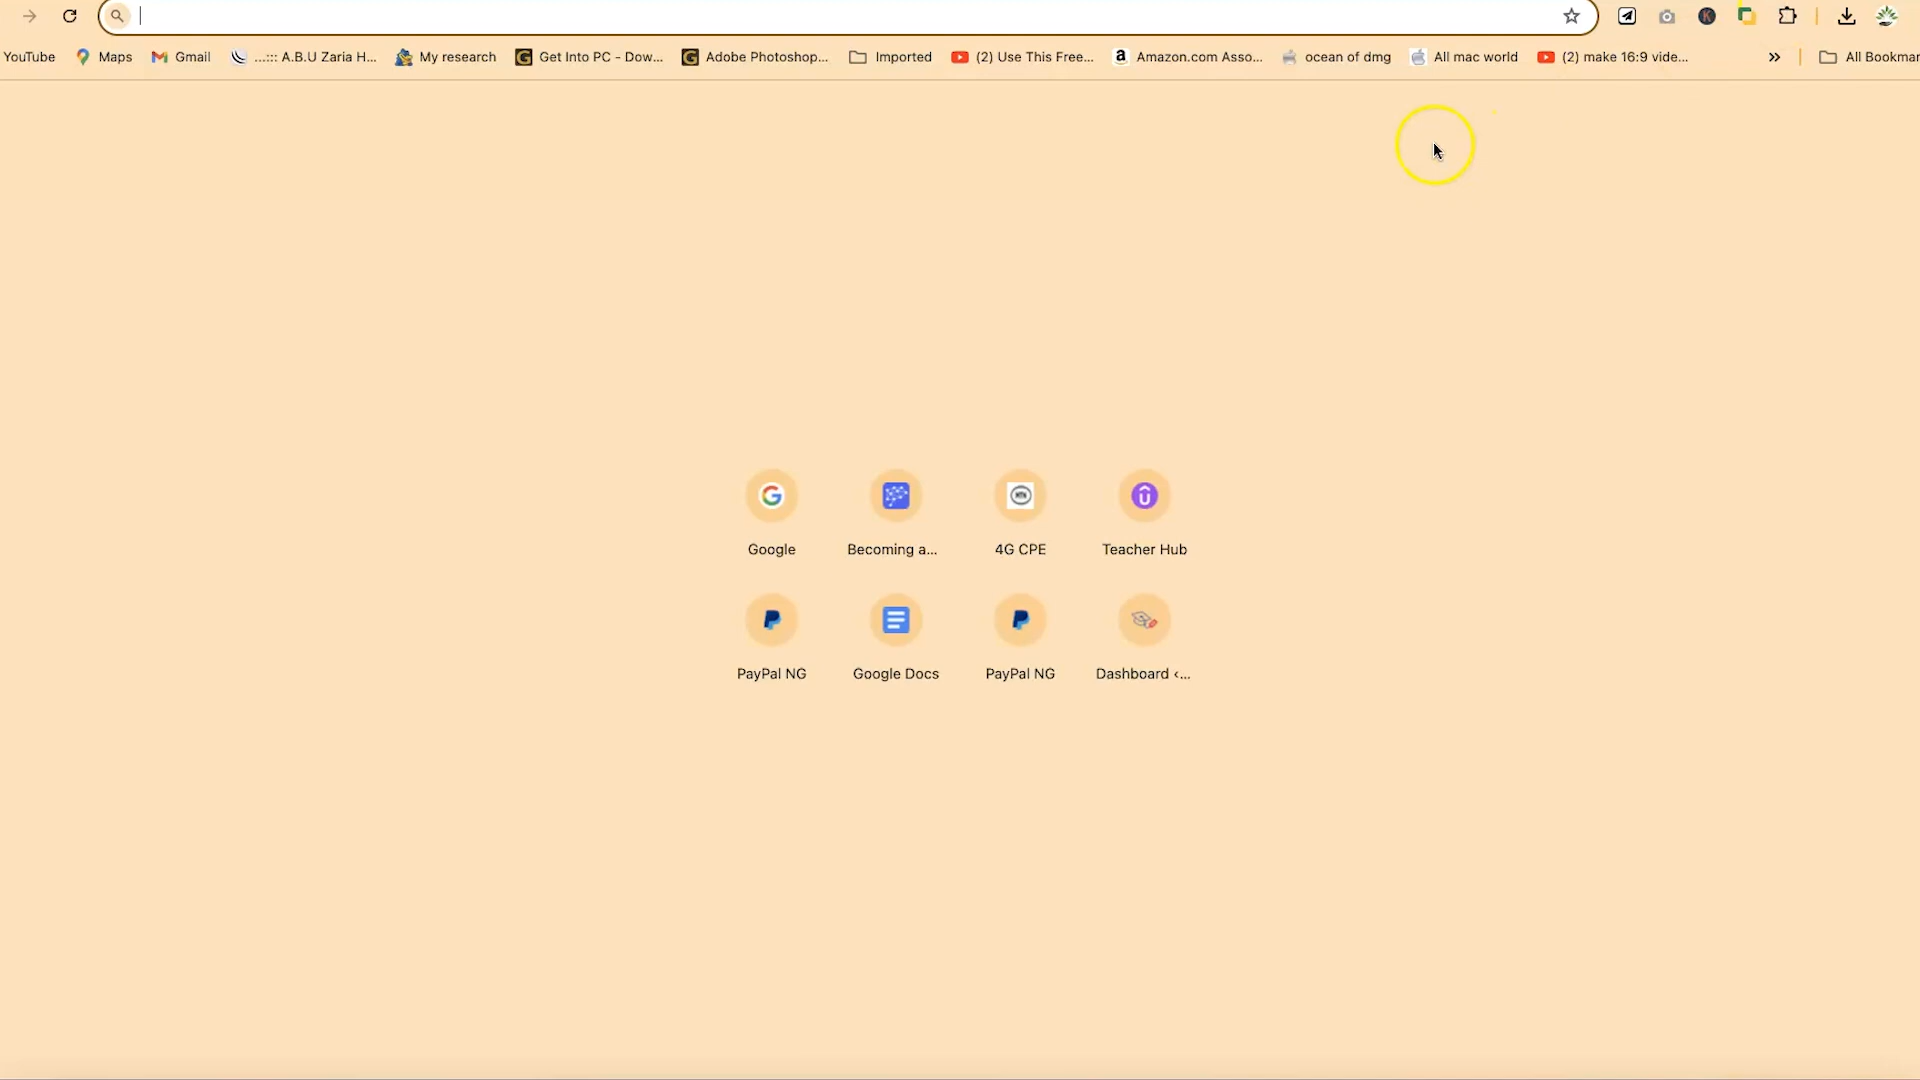 YouTube Maps Gmail ...::: A.B.U Zaria H... My research Get Into PC - Dow... Adobe Photoshop... Imported (2) Use This Free... Amazon.com Asso... ocean of dmg All mac world (2) make 16:9 vide... » All Bookmar
Google Becoming a... 4G CPE Teacher Hub
PayPal NG Google Docs PayPal NG Dashboard ‹...